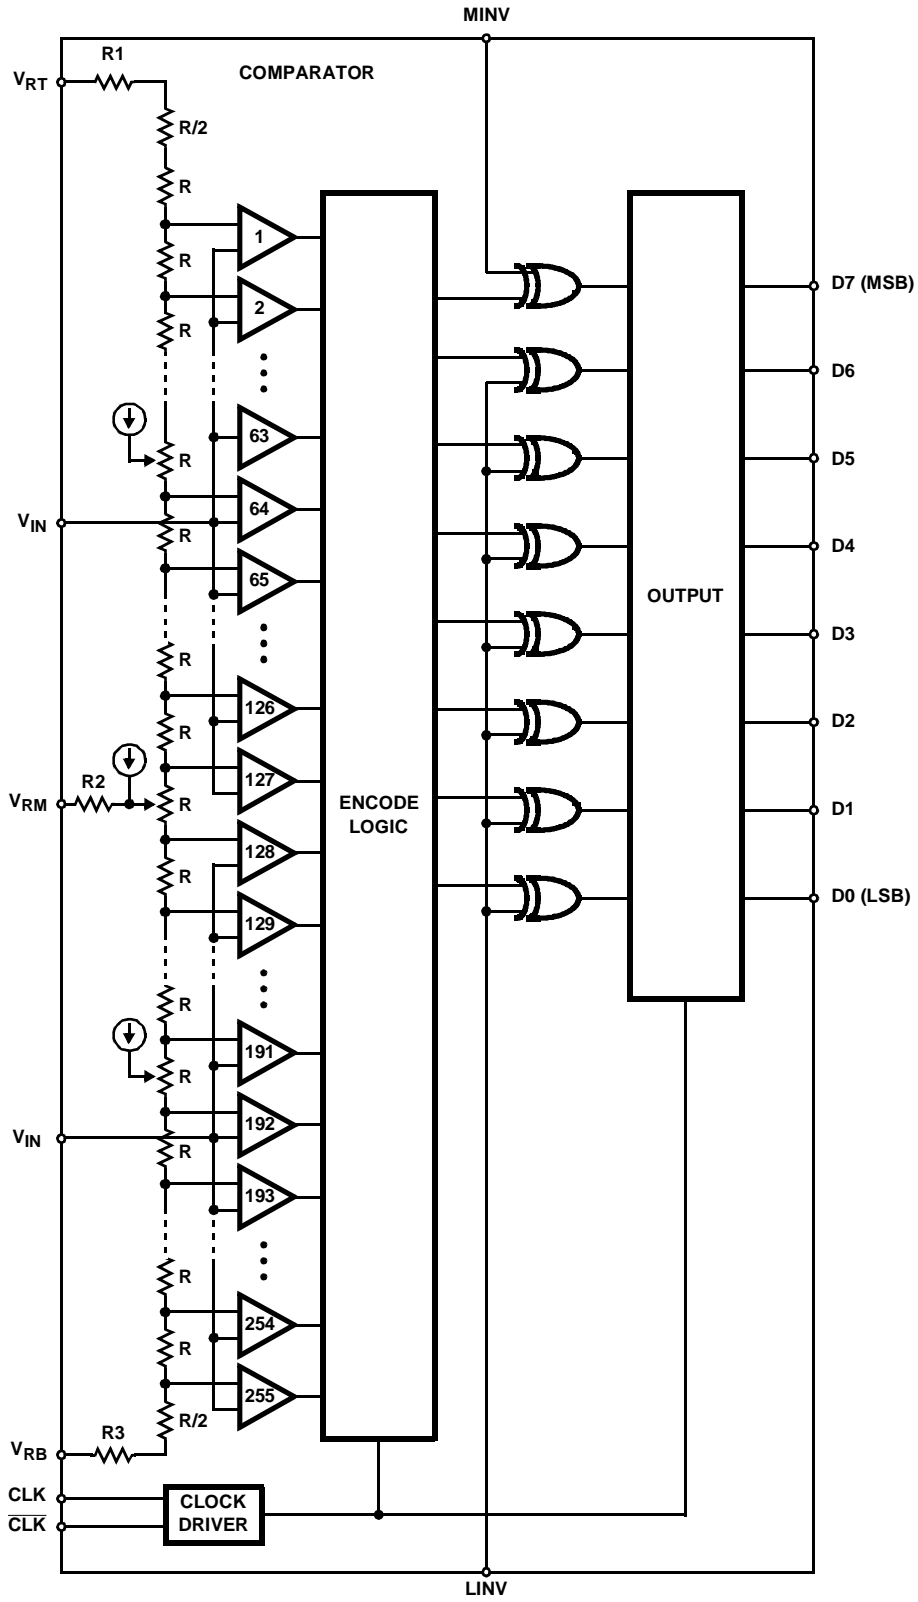 MINV
R1
COMPARATOR
VRT
R/2
R
1
R
2
R
63
R
64
VIN
R
65
R
126
R
127
R2
VRM
R
ENCODE
LOGIC
128
R
129
R
191
R
192
VIN
R
193
R
254
R
255
R/2
R3
VRB
CLK
CLK
CLOCK
DRIVER
LINV
OUTPUT
D7 (MSB)
D6
D5
D4
D3
D2
D1
D0 (LSB)